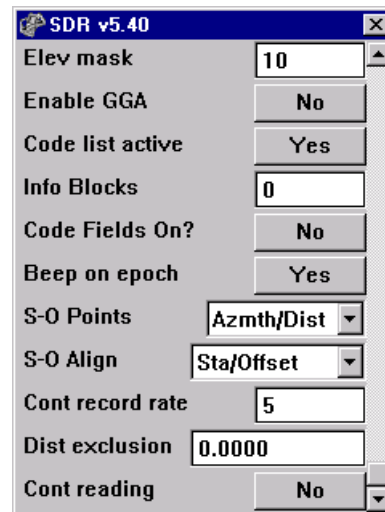 SDR v5.40
Elev mask 10
Enable GGA No
Code list active Yes
Info Blocks 0
Code Fields On? No
Beep on epoch Yes
S-O Points Azmth/Dist
S-O Align Sta/Offset
Cont record rate 5
Dist exclusion 0.0000
Cont reading No